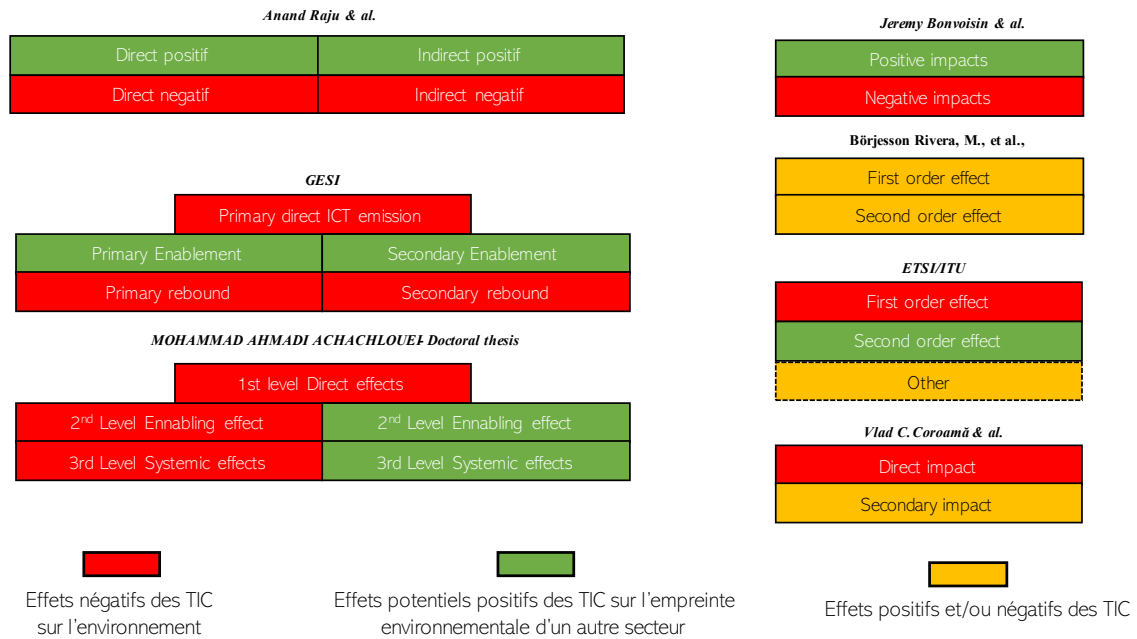 Anand Raju & al.
Direct positif
Indirect positif
Direct negatif
Indirect negatif
GESI
Primary direct ICT emission
Primary Enablement
Secondary Enablement
Primary rebound
Secondary rebound
MOHAMMAD AHMADI ACHACHLOUEI- Doctoral thesis
1st level Direct effects
2nd Level Ennabling effect
2nd Level Enabling effect
3rd Level Systemic effects
3rd Level Systemic effects
Jeremy Bonvoisin & al.
Positive impacts
Negative impacts
Börjesson Rivera, M., et al.,
First order effect
Second order effect
ETSI/ITU
First order effect
Second order effect
Other
Vlad C. Coroamă & al.
Direct impact
Secondary impact
Effets négatifs des TIC
sur l'environnement
Effets potentiels positifs des TIC sur l'empreinte
environnementale d'un autre secteur
Effets positifs et/ou négatifs des TIC